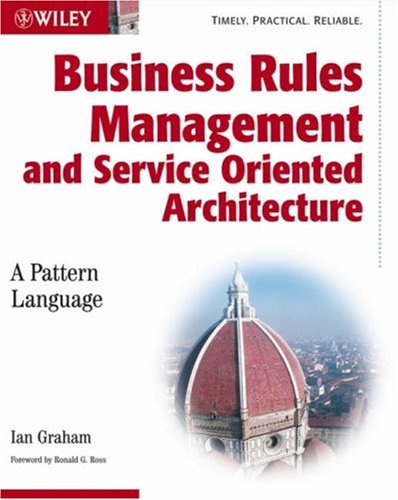 WILEY
TIMELY. PRACTICAL. RELIABLE.
Business Rules
Management
and Service Oriented
Architecture
A Pattern
Language
Ian Graham
Foreword by Ronald G. Ross